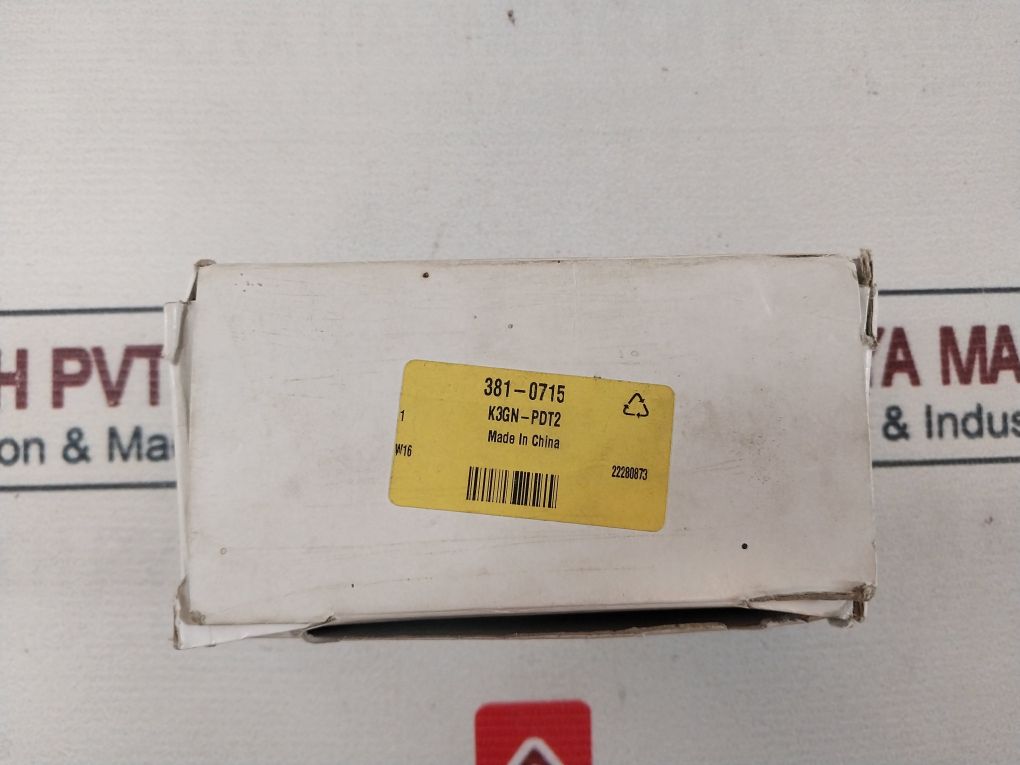 H PVT
YA MA
on & Ma
& Indus
381-0715
K3GN-PDT2
Made In China
1
W16
22280873